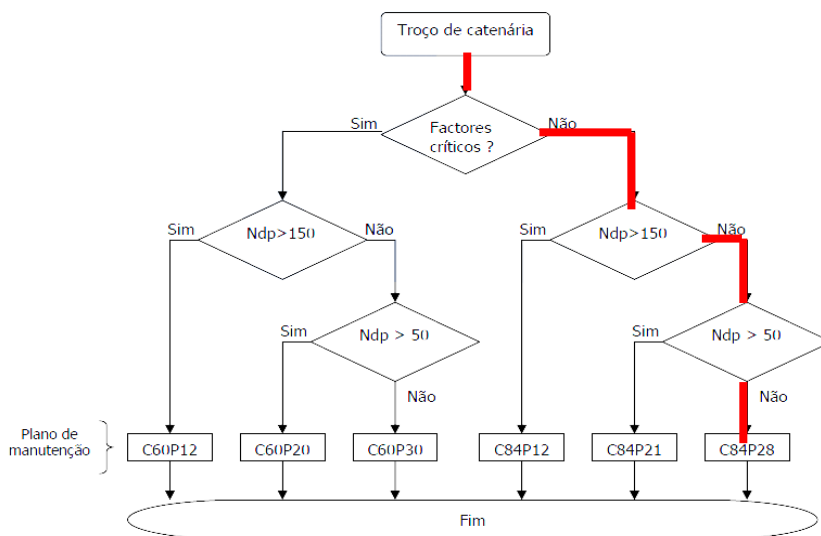 Troço de catenária
Sim
Factores
críticos ?
Não
Sim
Ndp>150
Não
Sim
Ndp>150
Não
Sim
Ndp > 50
Sim
Ndp > 50
Não
Não
Plano de
manutenção
C60P12
C60P20
C60P30
C84P12
C84P21
C84P28
Fim